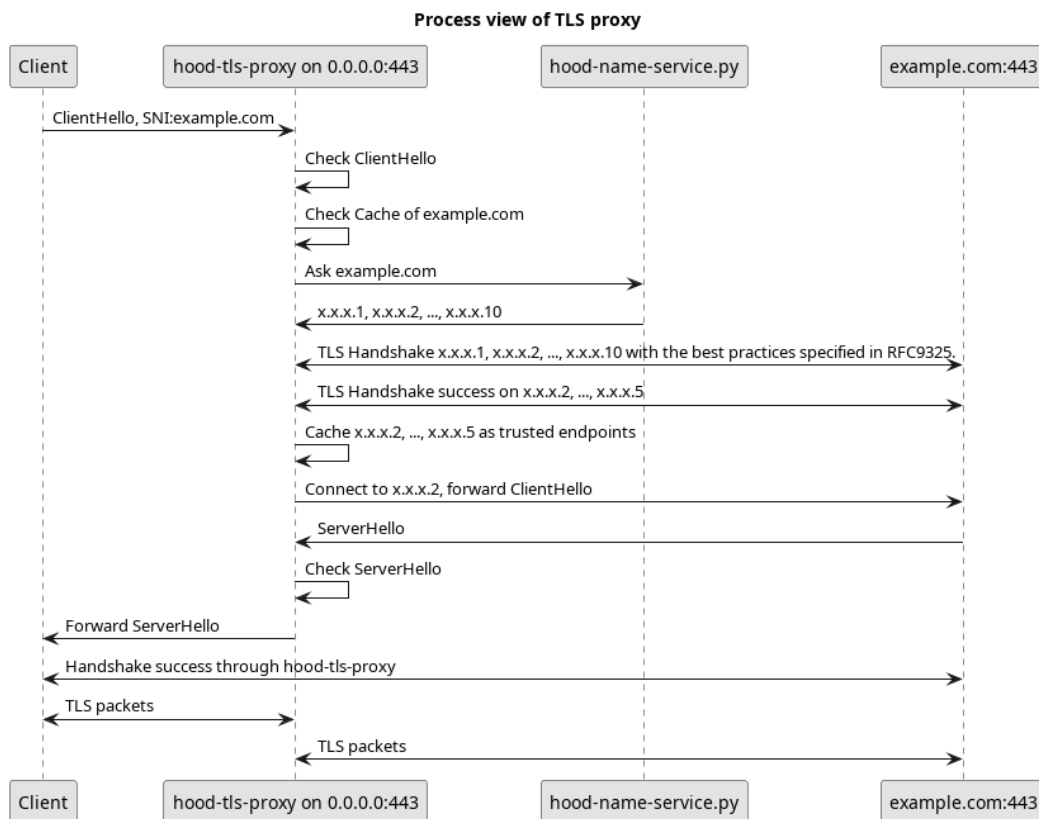 Process view of TLS proxy
Client
hood-tls-proxy on 0.0.0.0:443
hood-name-service.py
example.com:443
ClientHello, SNI:example.com
Check ClientHello
Check Cache of example.com
Ask example.com
x.x.x.1, x.x.x.2, ..., x.x.x.10
TLS Handshake x.x.x.1, x.x.x.2, ..., x.x.x.10 with the best practices specified in RFC9325.
TLS Handshake success on x.x.x.2, ..., x.x.x.5
Cache x.x.x.2, ..., x.x.x.5 as trusted endpoints
Connect to x.x.x.2, forward ClientHello
ServerHello
Check ServerHello
Forward ServerHello
Handshake success through hood-tls-proxy
TLS packets
TLS packets
Client
hood-tls-proxy on 0.0.0.0:443
hood-name-service.py
example.com:443